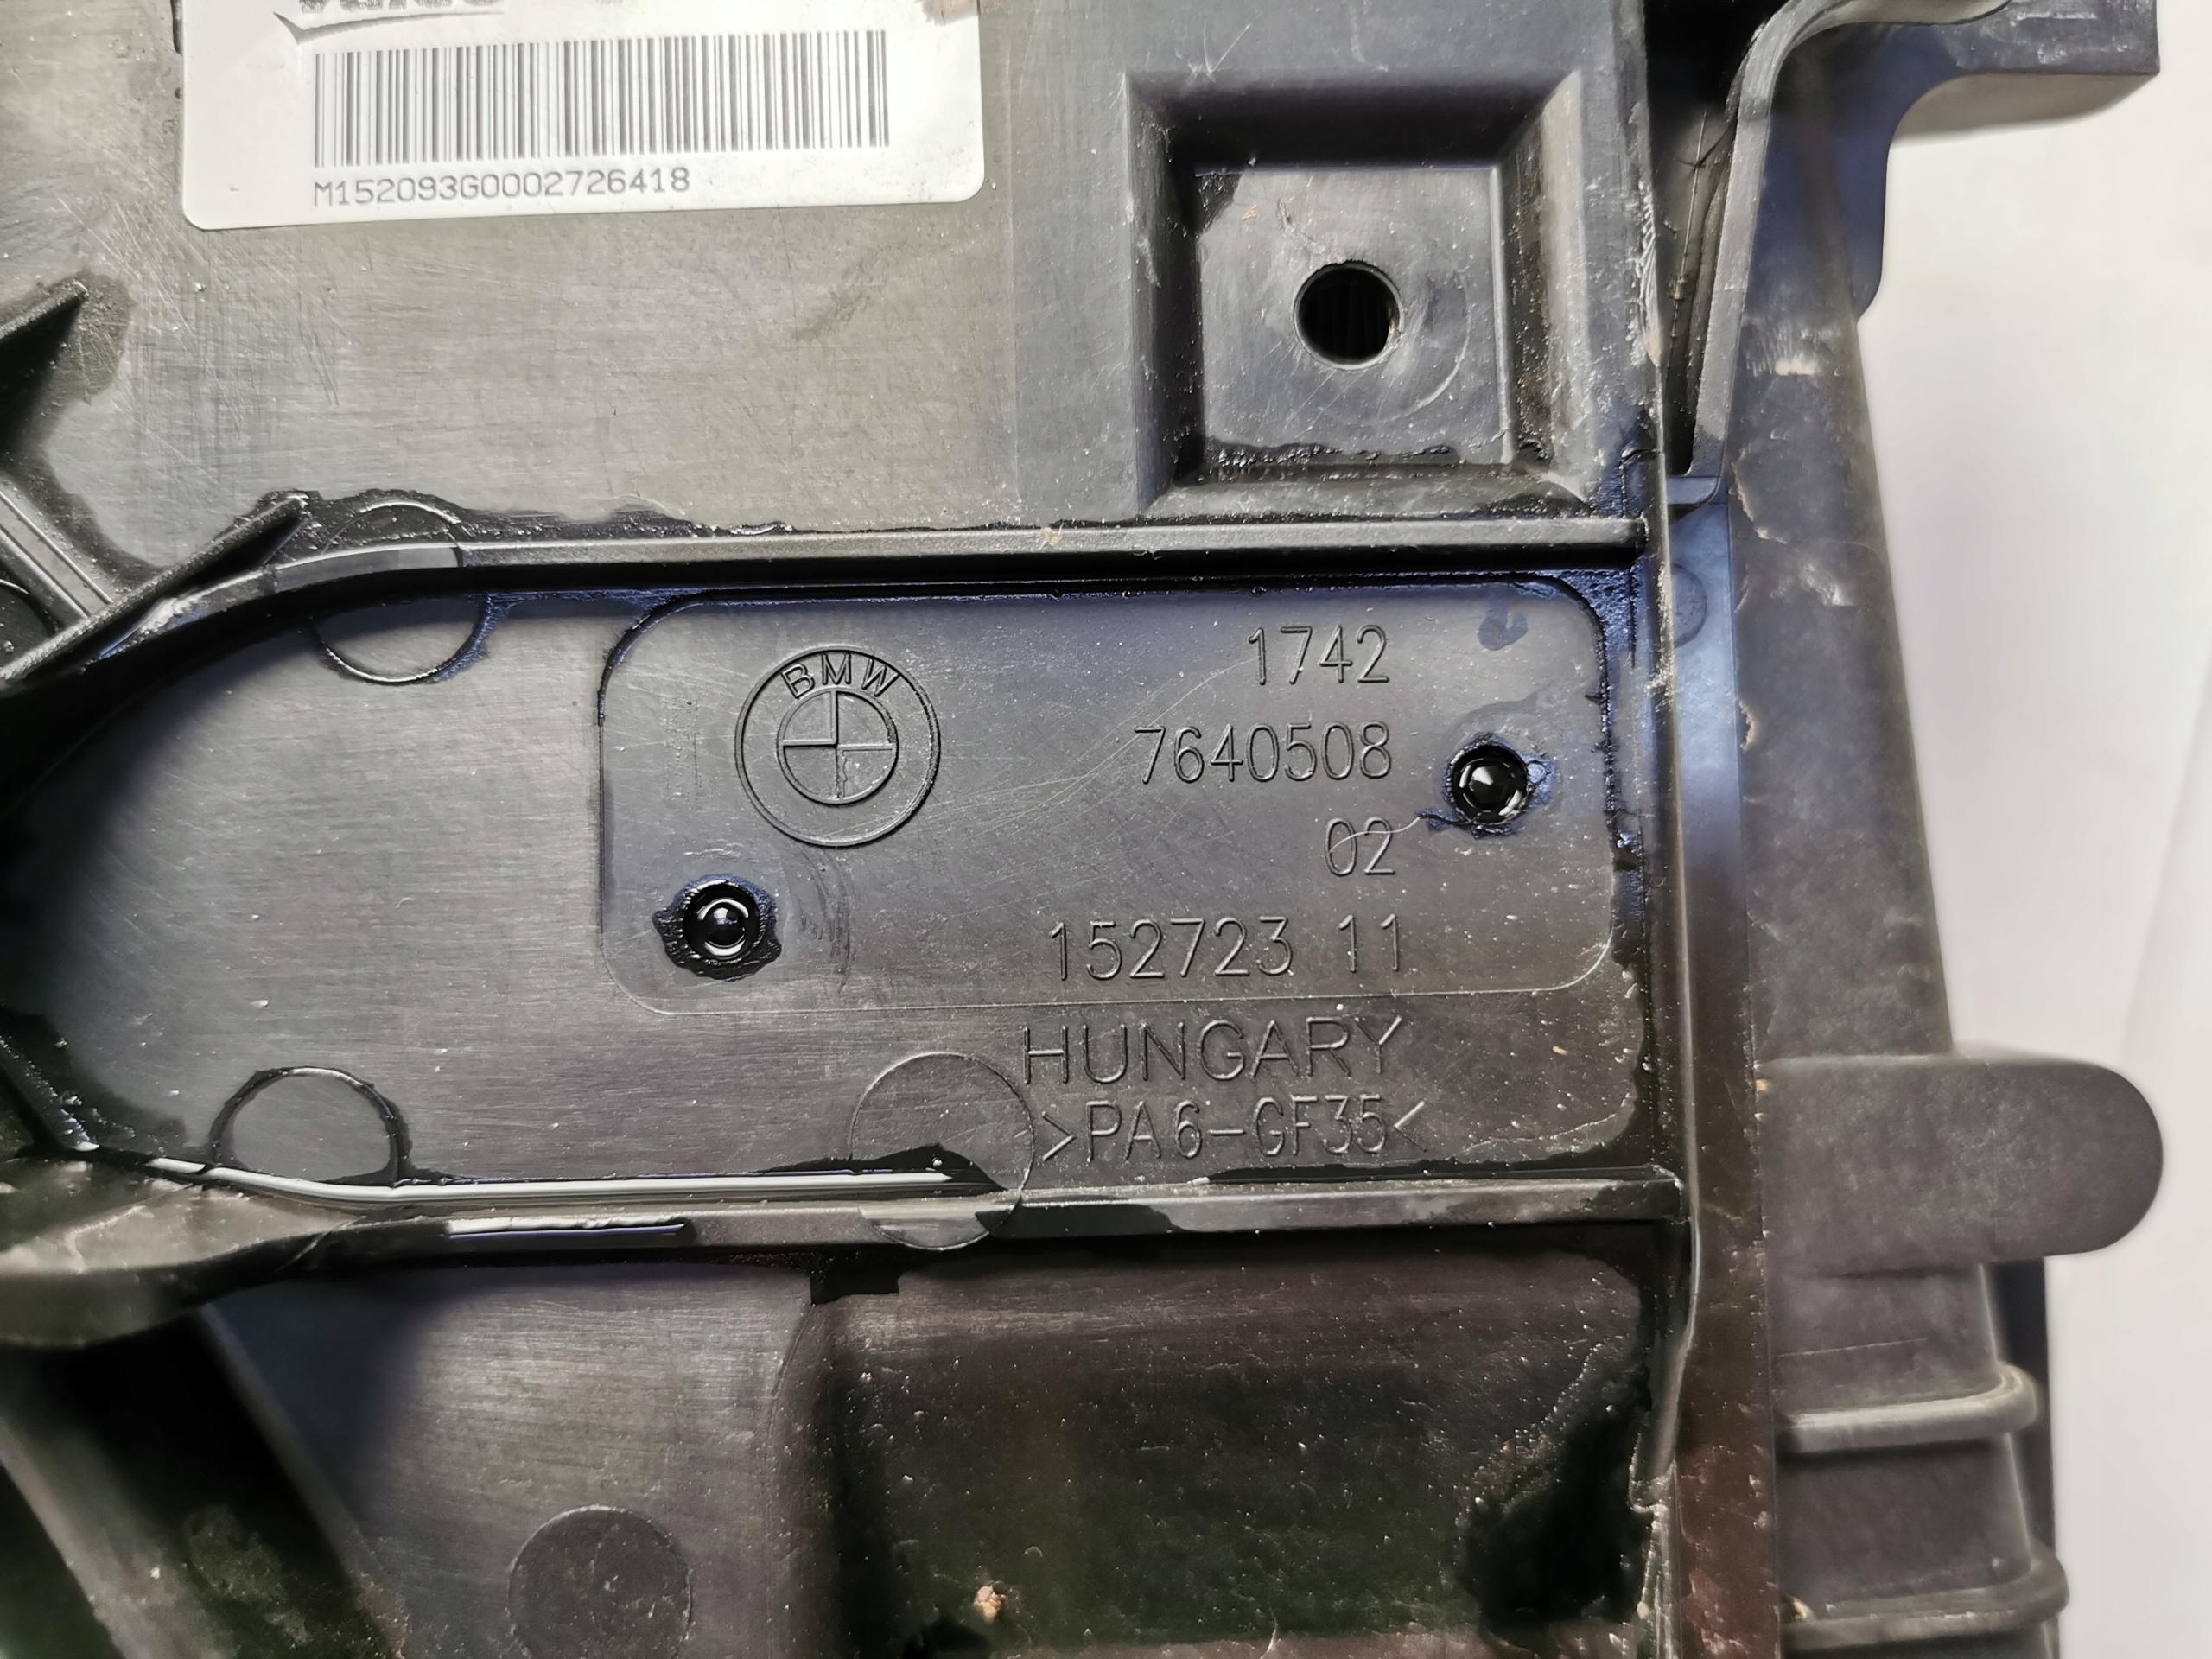 M152093G0002726418
BMW
1742
7640508
02
152723 11
HUNGARY
>PA6-GF35<